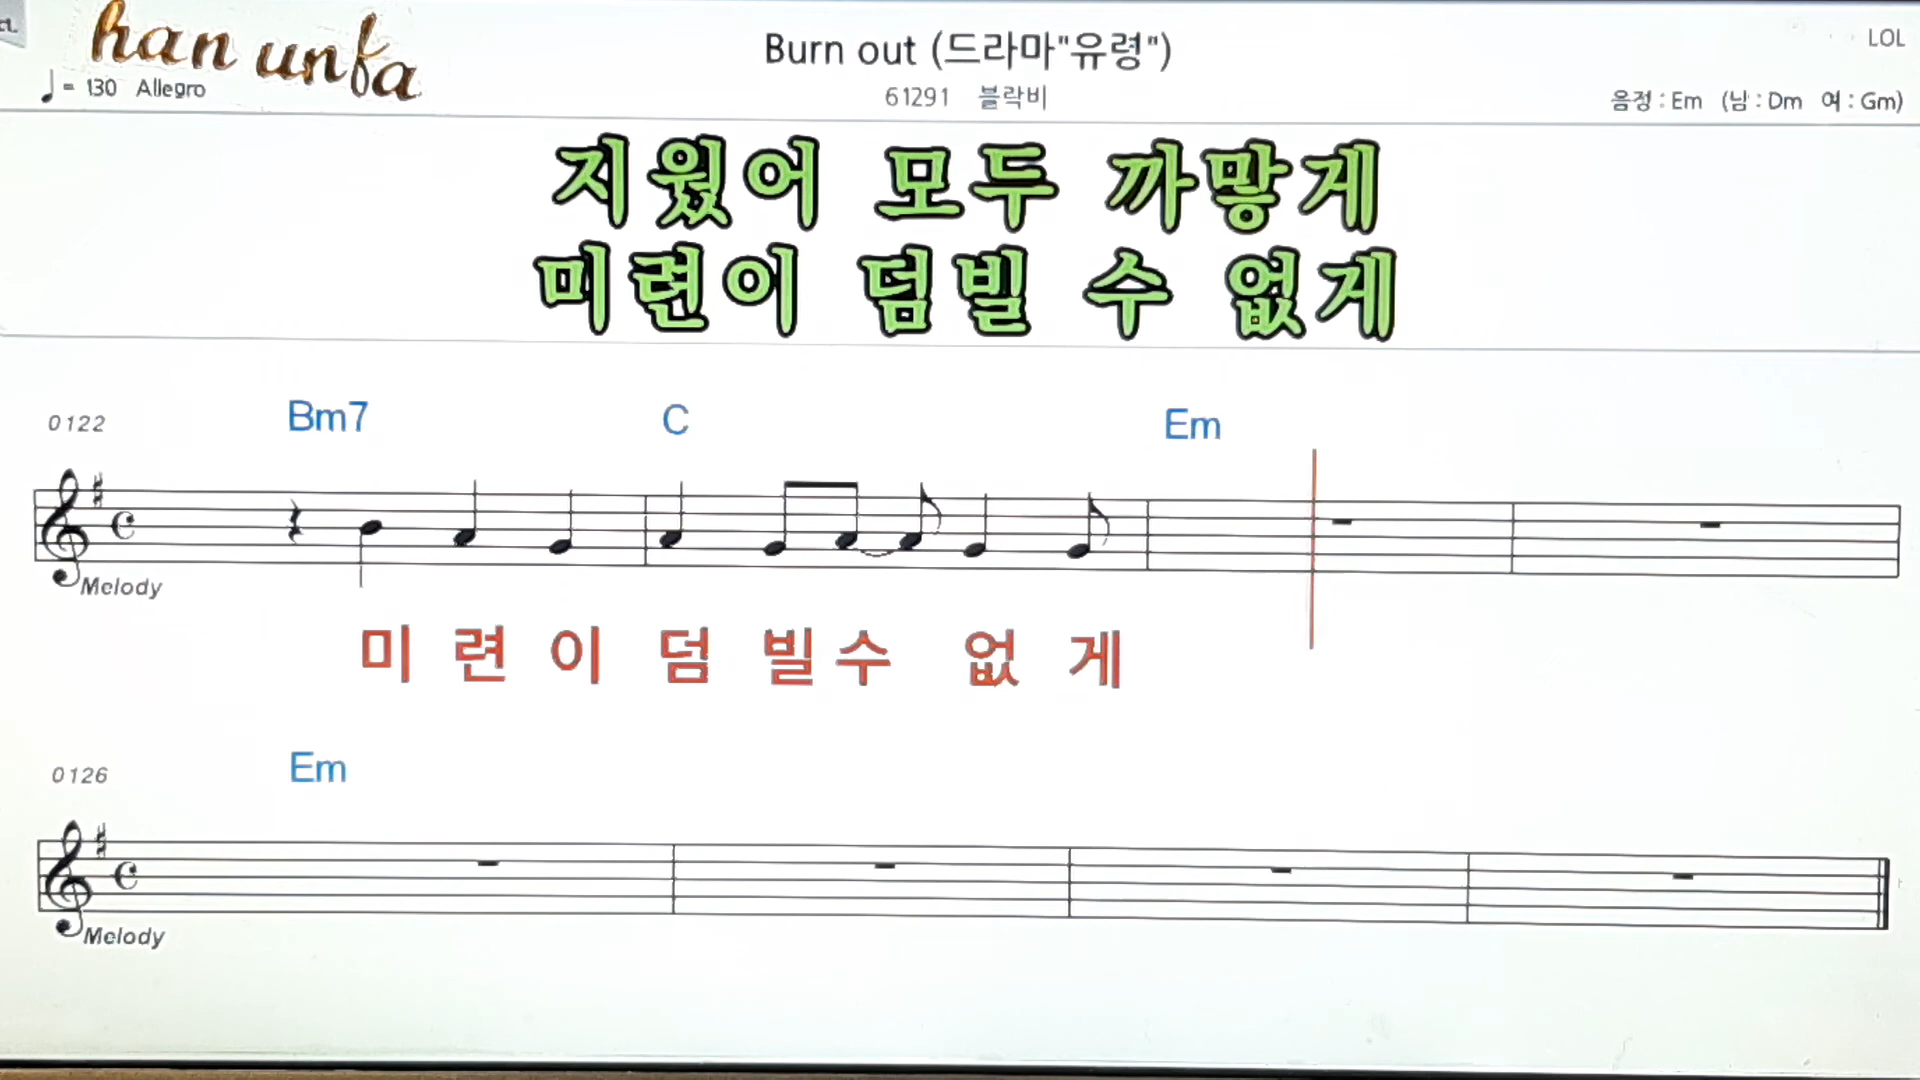 han unfa
Burn out (드라마"유령")
LOL
♩= 130 Allegro
61291 블락비
음정 : Em (남 : Dm 여 : Gm)
지웠어 모두 까맣게
미련이 덤빌 수 없게
0122 Bm7 C Em
Melody
미 련 이 덤 빌 수 없 게
0126 Em
Melody